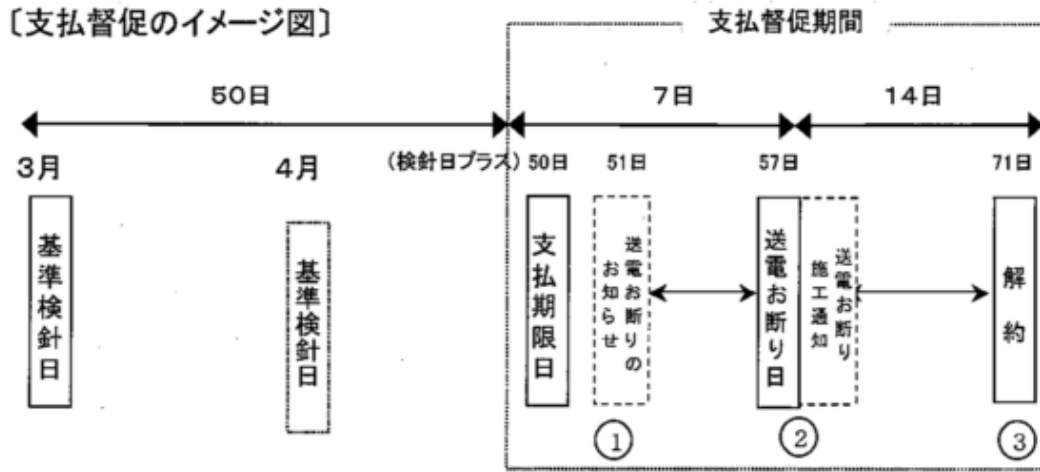 〔支払督促のイメージ図〕
支払督促期間
50日
7日
14日
3月
4月
(検針日プラス)
50日
51日
57日
71日
基準検針日
基準検針日
支払期限日
送電お断りの
お知らせ
送電お断り日
送電お断り
施工通知
解約
①
②
③